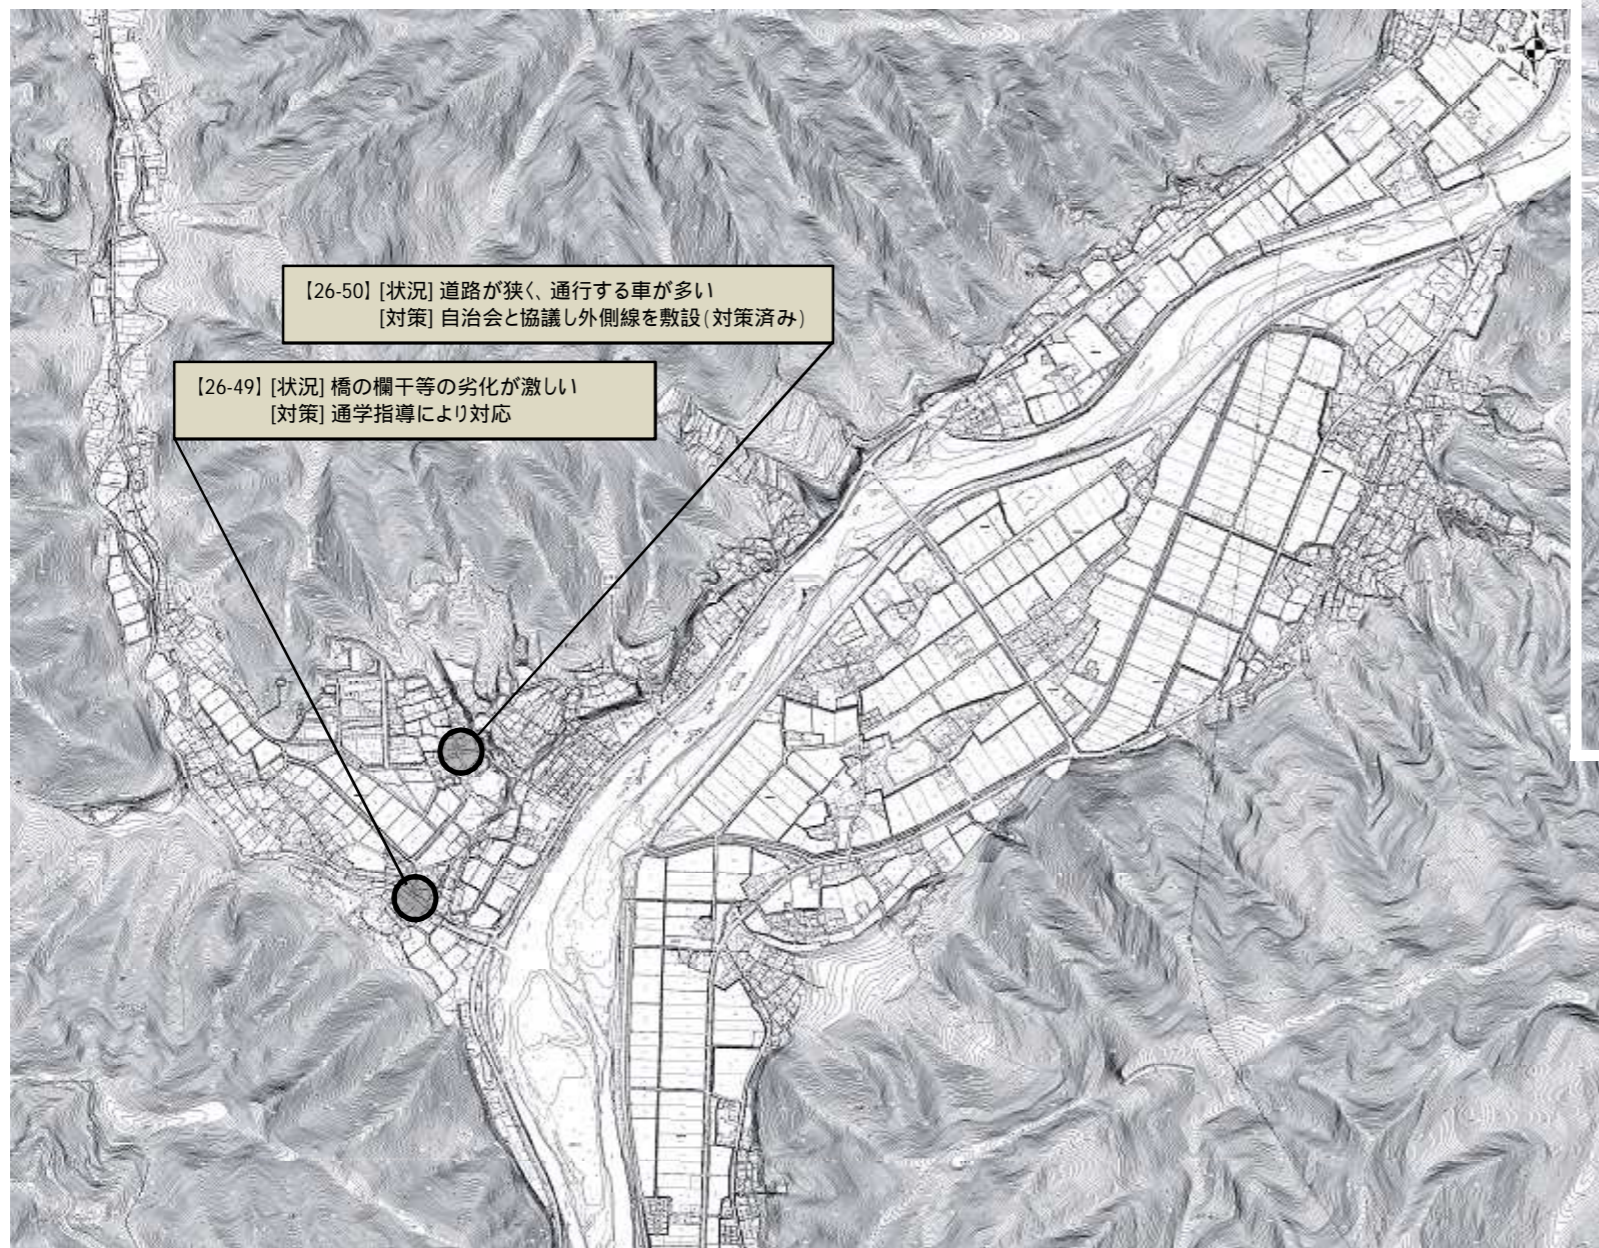 【26-50】 [状況] 道路が狭く、通行する車が多い
[対策] 自治会と協議し外側線を敷設(対策済み)
【26-49】 [状況] 橋の欄干等の劣化が激しい
[対策] 通学指導により対応